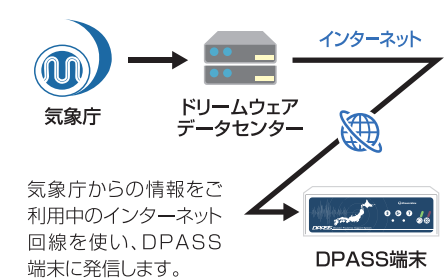 インターネット
気象庁
ドリームウェア
データセンター
気象庁からの情報をご
利用中のインターネット
回線を使い、DPASS
端末に発信します。
DPASS
DPASS端末